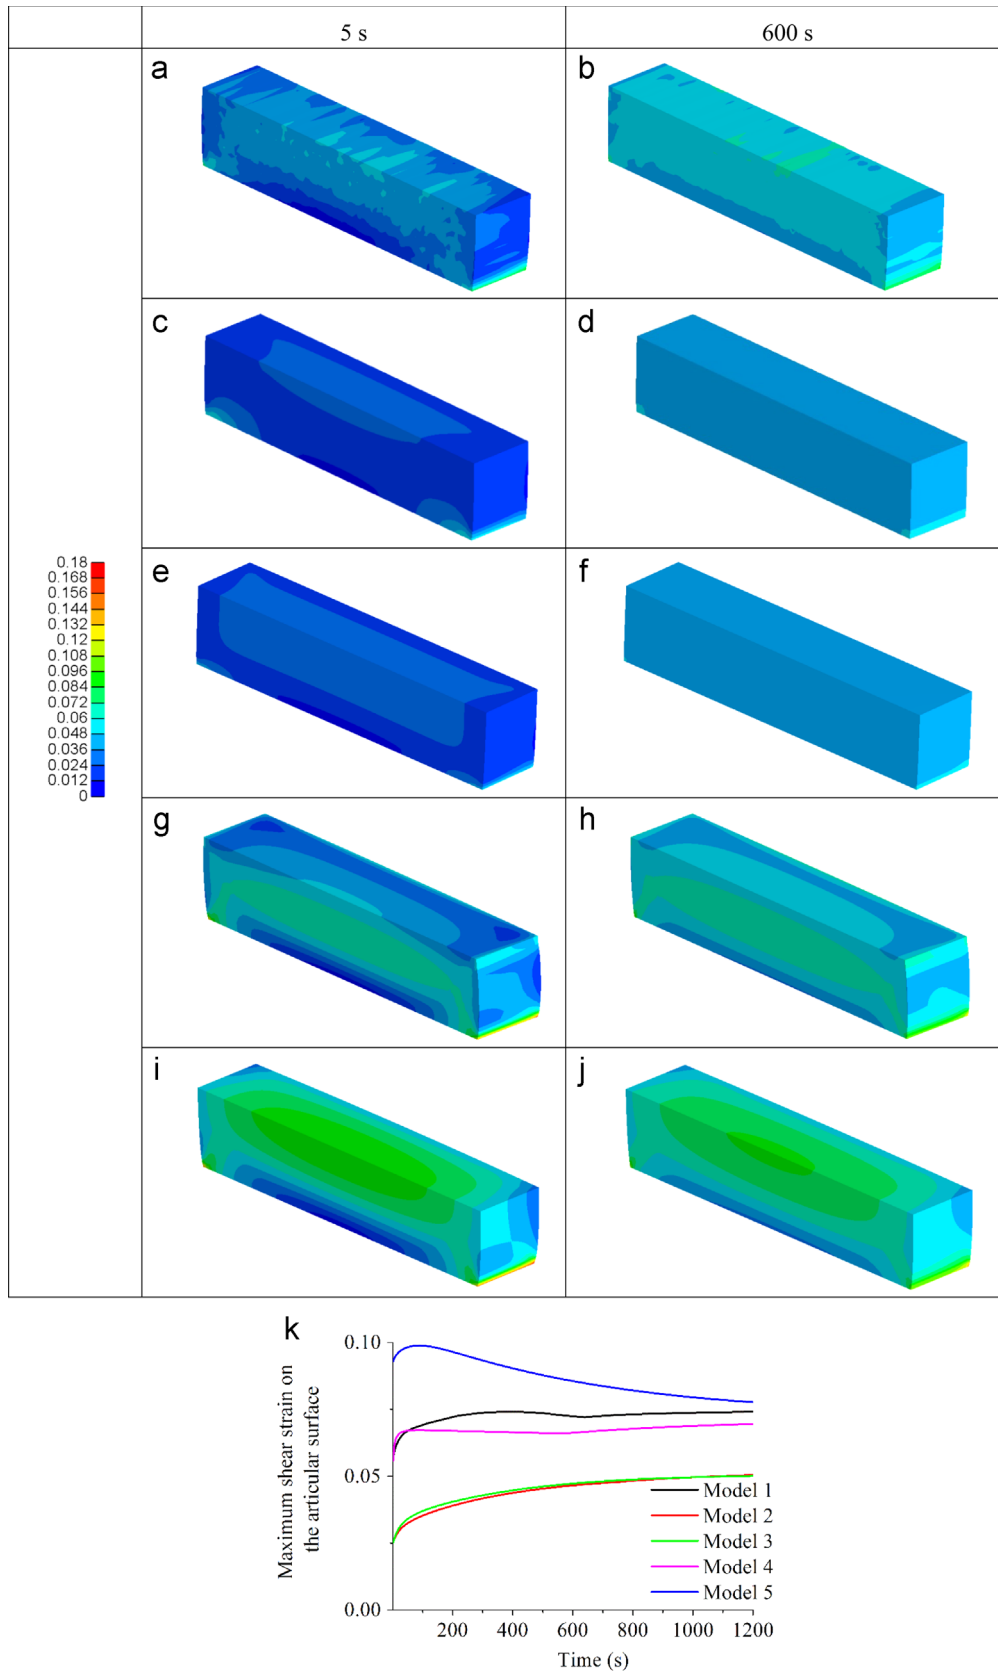 5 s
600 s
a
b
c
d
e
f
0.18
0.168
0.156
0.144
0.132
0.12
0.108
0.096
0.084
0.072
0.06
0.048
0.036
0.024
0.012
0
g
h
i
j
k
Maximum shear strain on
the articular surface
0.10
0.05
0.00
Model 1
Model 2
Model 3
Model 4
Model 5
200
400
600
800
1000
1200
Time (s)